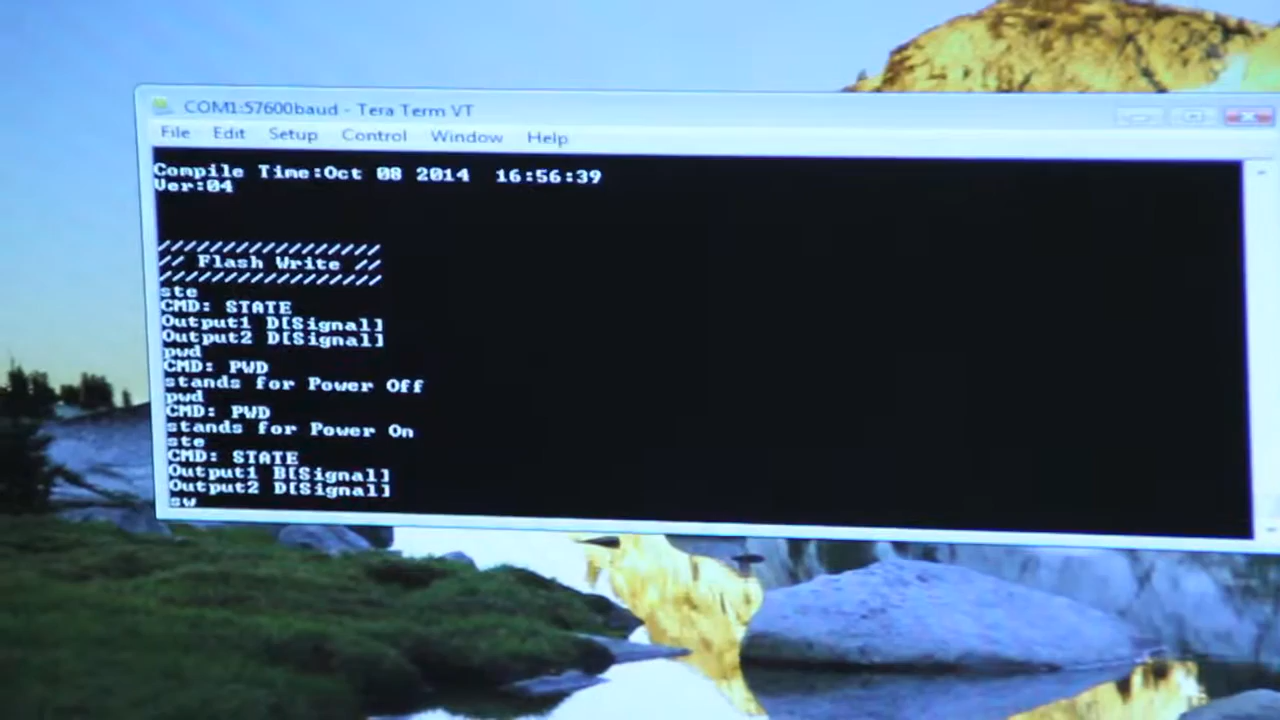 COM1:57600baud - Tera Term VT
File Edit Setup Control Window Help
Compile Time:Oct 08 2014 16:56:39
Ver:04
///////////////////
// Flash Write //
///////////////////
ste
CMD: STATE
Output1 D[Signal]
Output2 D[Signal]
pwd
CMD: PWD
stands for Power Off
pwd
CMD: PWD
stands for Power On
ste
CMD: STATE
Output1 B[Signal]
Output2 D[Signal]
sw